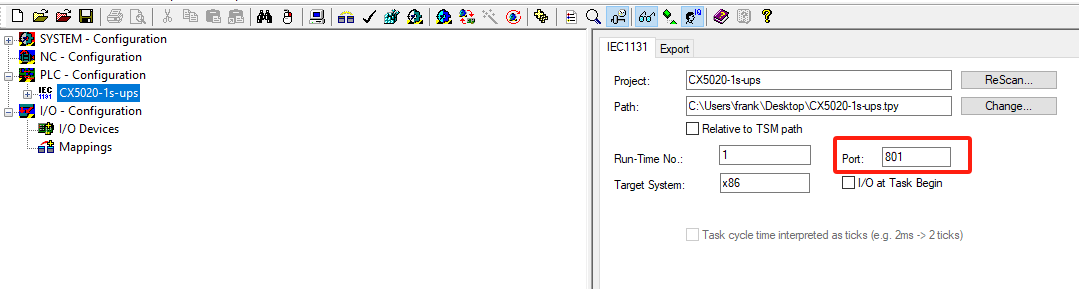 SYSTEM - Configuration
NC - Configuration
PLC - Configuration
IEC 1131 CX5020-1s-ups
I/O - Configuration
I/O Devices
Mappings
IEC1131 Export
Project: CX5020-1s-ups ReScan...
Path: C:\Users\frank\Desktop\CX5020-1s-ups.tpy Change...
Relative to TSM path
Run-Time No.: 1 Port: 801
Target System: x86 I/O at Task Begin
Task cycle time interpreted as ticks (e.g. 2ms -> 2 ticks)